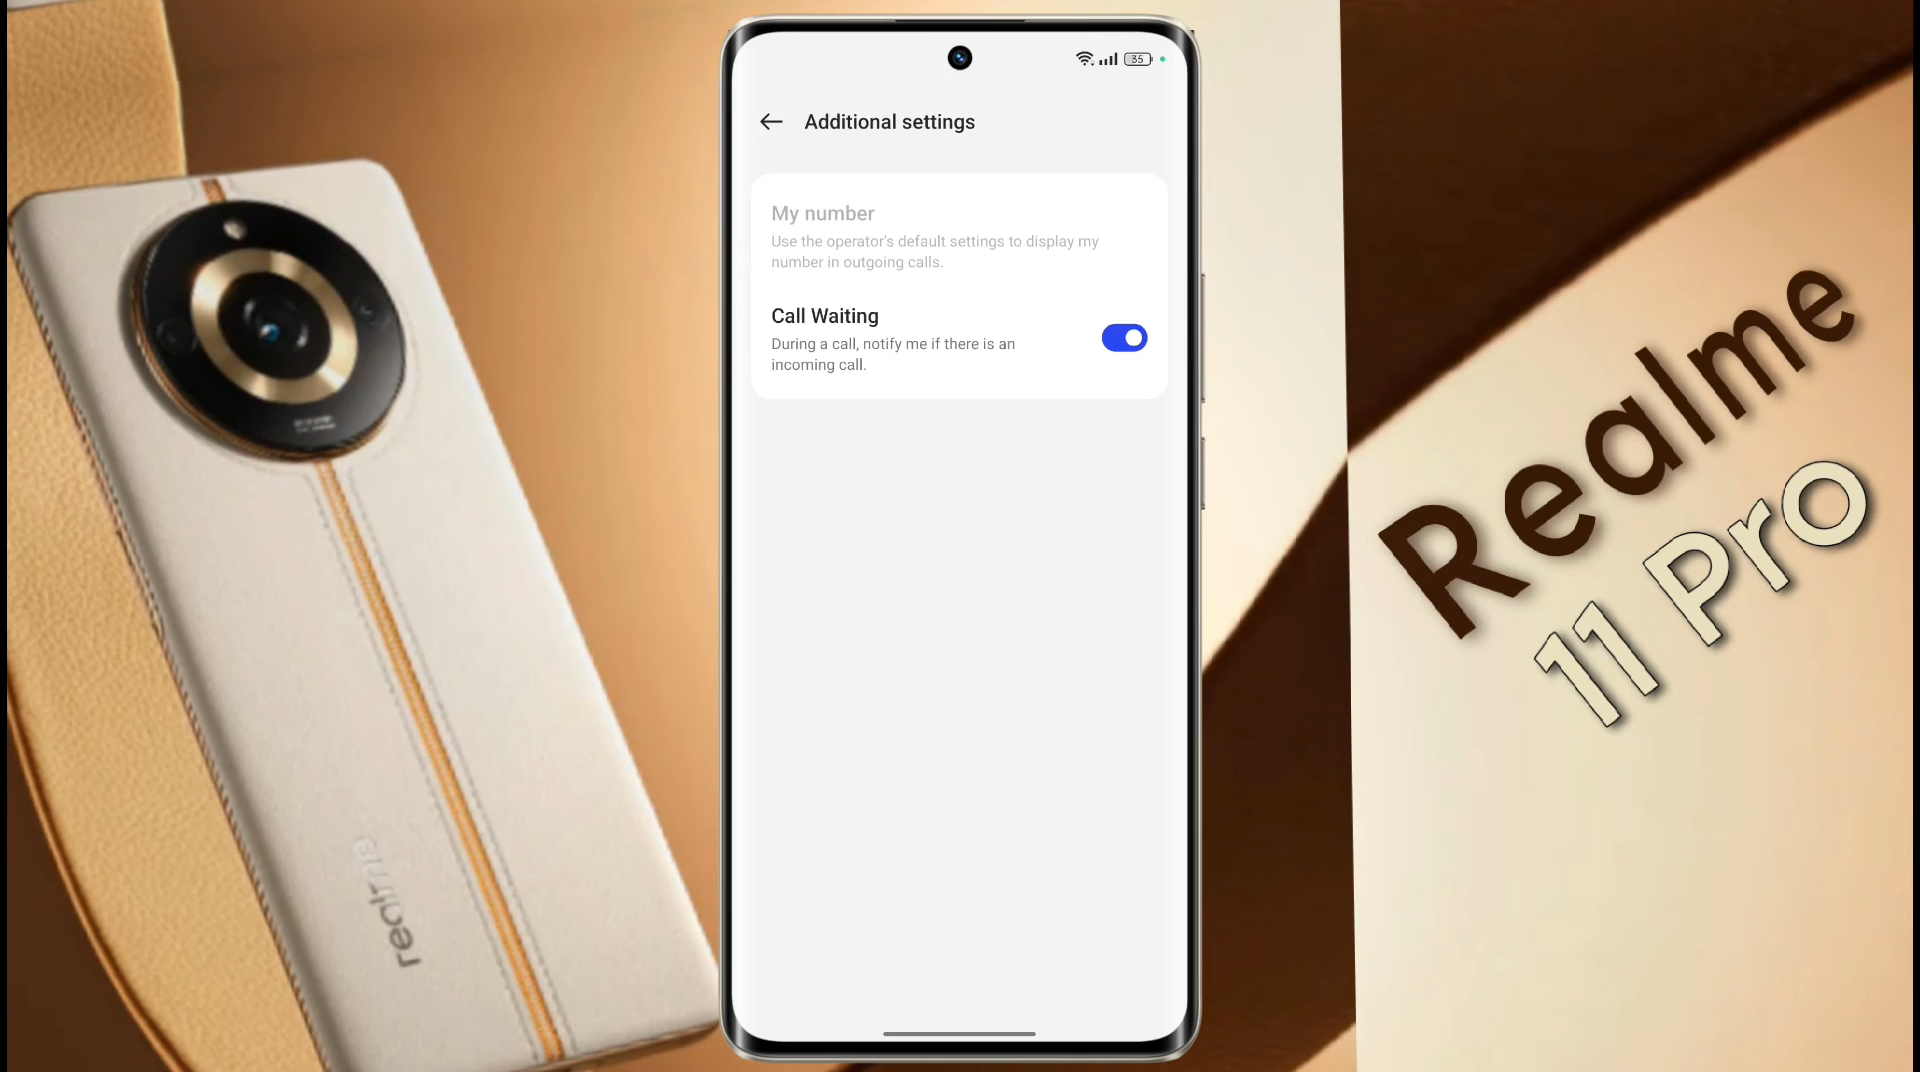 35
Additional settings
My number
Use the operator's default settings to display my
number in outgoing calls.
Call Waiting
During a call, notify me if there is an
incoming call.
realme
Realme
11 Pro